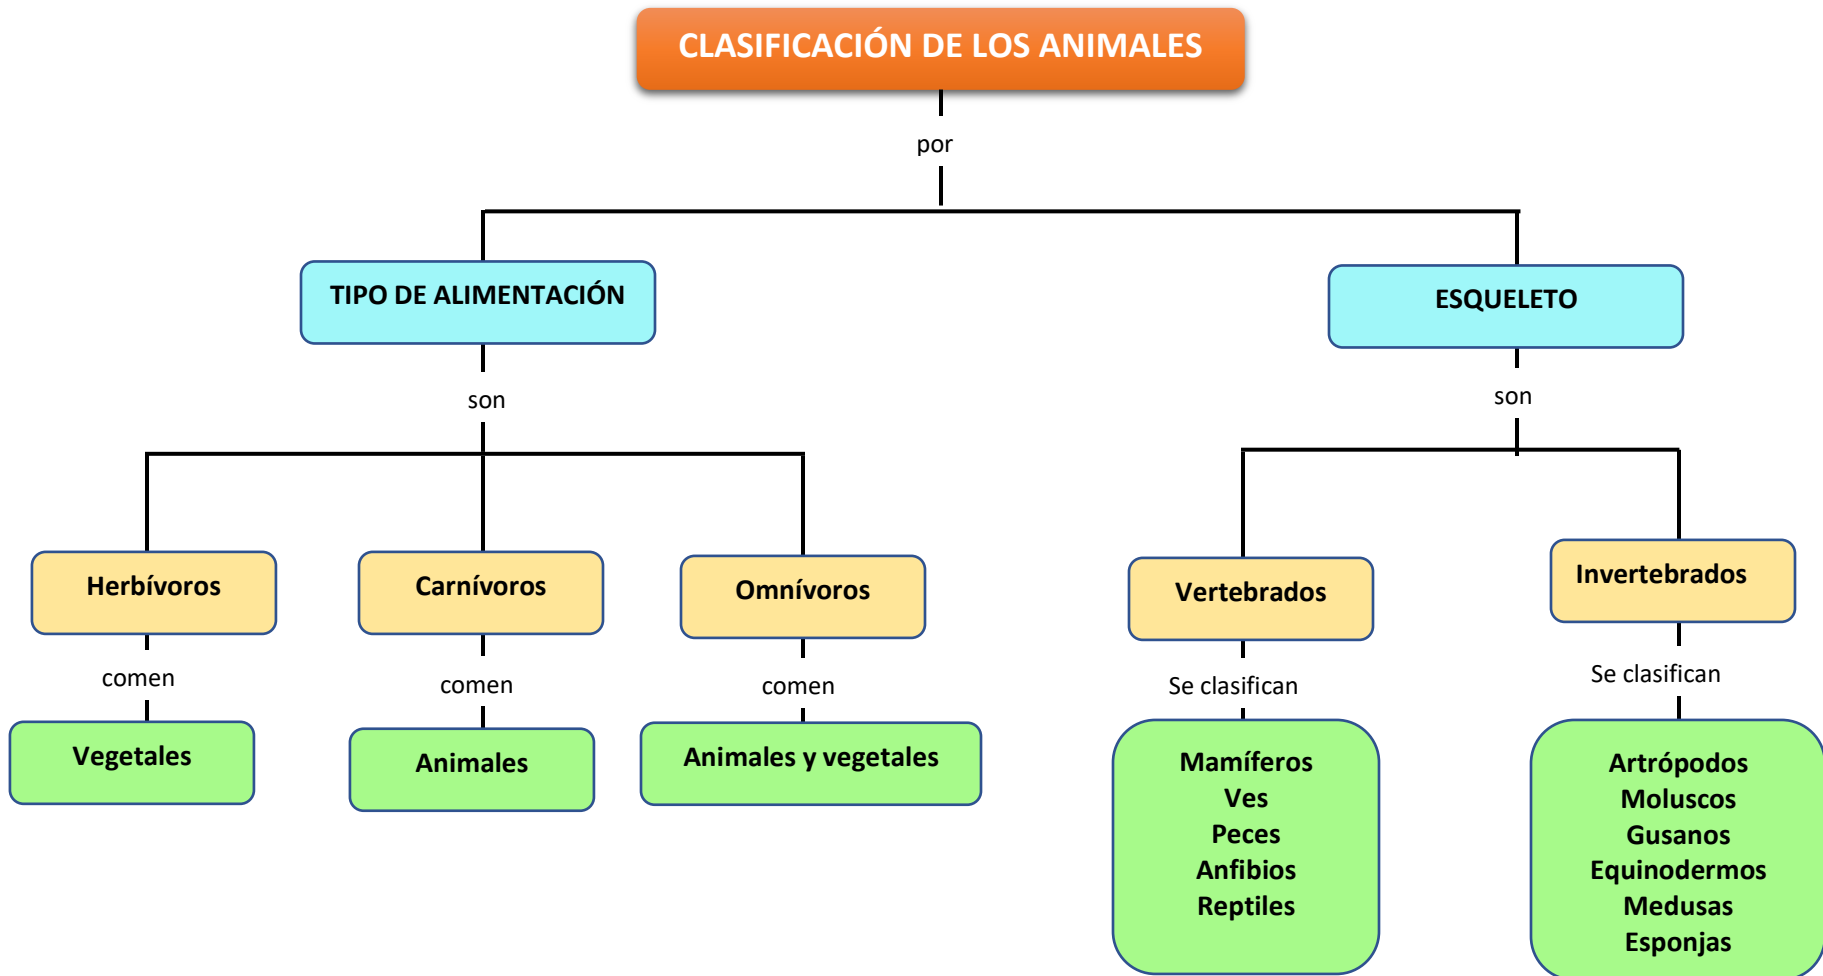 CLASIFICACIÓN DE LOS ANIMALES
por
TIPO DE ALIMENTACIÓN
ESQUELETO
son
son
Herbívoros
Carnívoros
Omnívoros
Vertebrados
Invertebrados
comen
comen
comen
Se clasifican
Se clasifican
Vegetales
Animales
Animales y vegetales
Mamíferos
Ves
Peces
Anfibios
Reptiles
Artrópodos
Moluscos
Gusanos
Equinodermos
Medusas
Esponjas